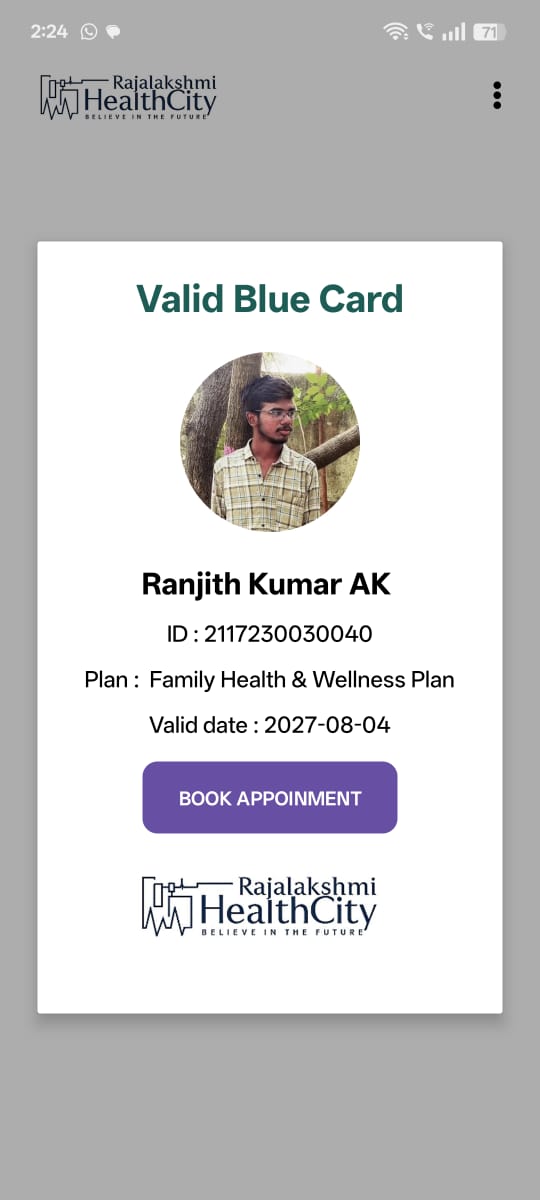 2:24
71
Rajalakshmi
HealthCity
BELIEVE IN THE FUTURE
Valid Blue Card
Ranjith Kumar AK
ID : 2117230030040
Plan :  Family Health & Wellness Plan
Valid date : 2027-08-04
BOOK APPOINMENT
Rajalakshmi
HealthCity
BELIEVE IN THE FUTURE